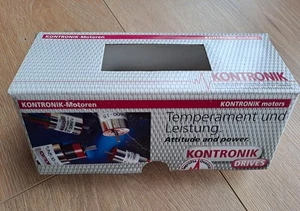 KONTRONIK-Motoren
KONTRONIK
KONTRONIK-Motoren
KONTRONIK motors
Temperament und
Leistung.
Attitude and power.
KONTRONIK
DRIVES